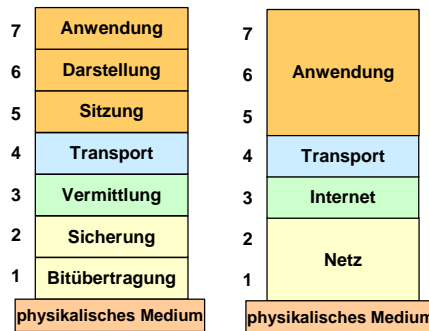 7 Anwendung
6 Darstellung
5 Sitzung
4 Transport
3 Vermittlung
2 Sicherung
1 Bitübertragung
physikalisches Medium
7
6 Anwendung
5
4 Transport
3 Internet
2
Netz
1
physikalisches Medium